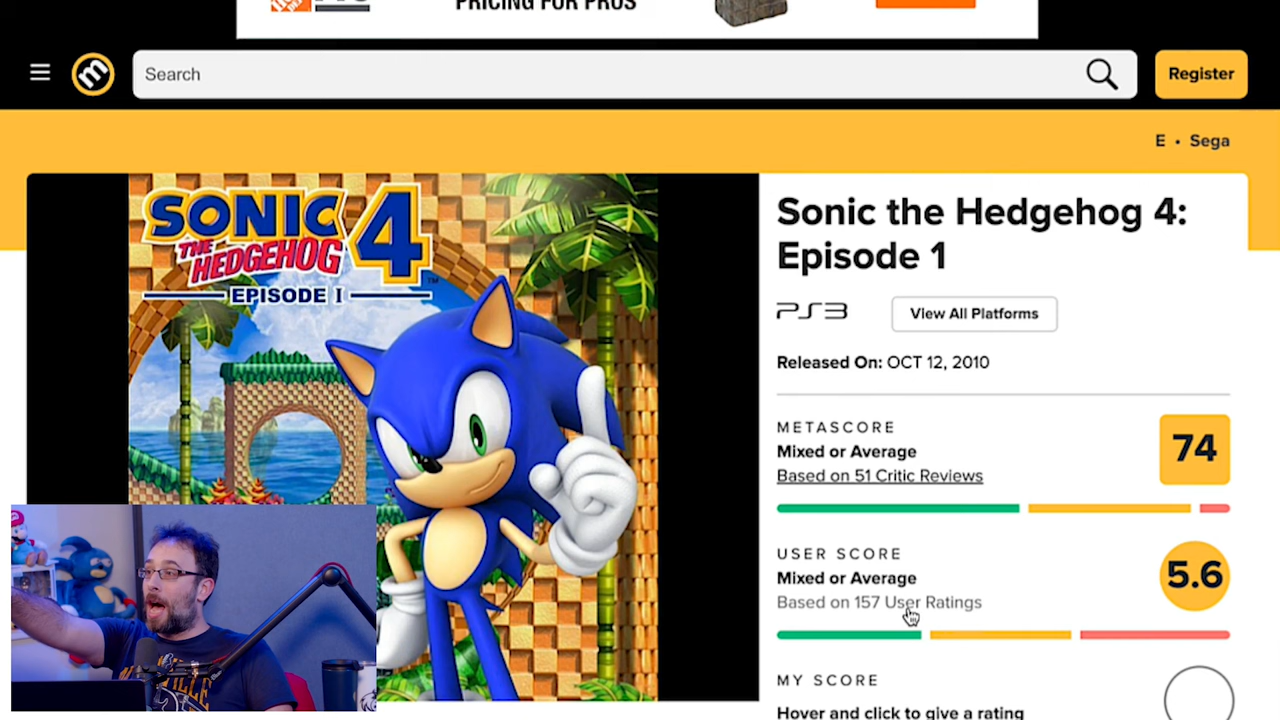 PRICING FOR PROS
Search
Register
E • Sega
SONIC
THE
HEDGEHOG
4
TM
EPISODE I
Sonic the Hedgehog 4:
Episode 1
PS3
View All Platforms
Released On: OCT 12, 2010
METASCORE
Mixed or Average
Based on 51 Critic Reviews
74
USER SCORE
Mixed or Average
Based on 157 User Ratings
5.6
MY SCORE
Hover and click to give a rating